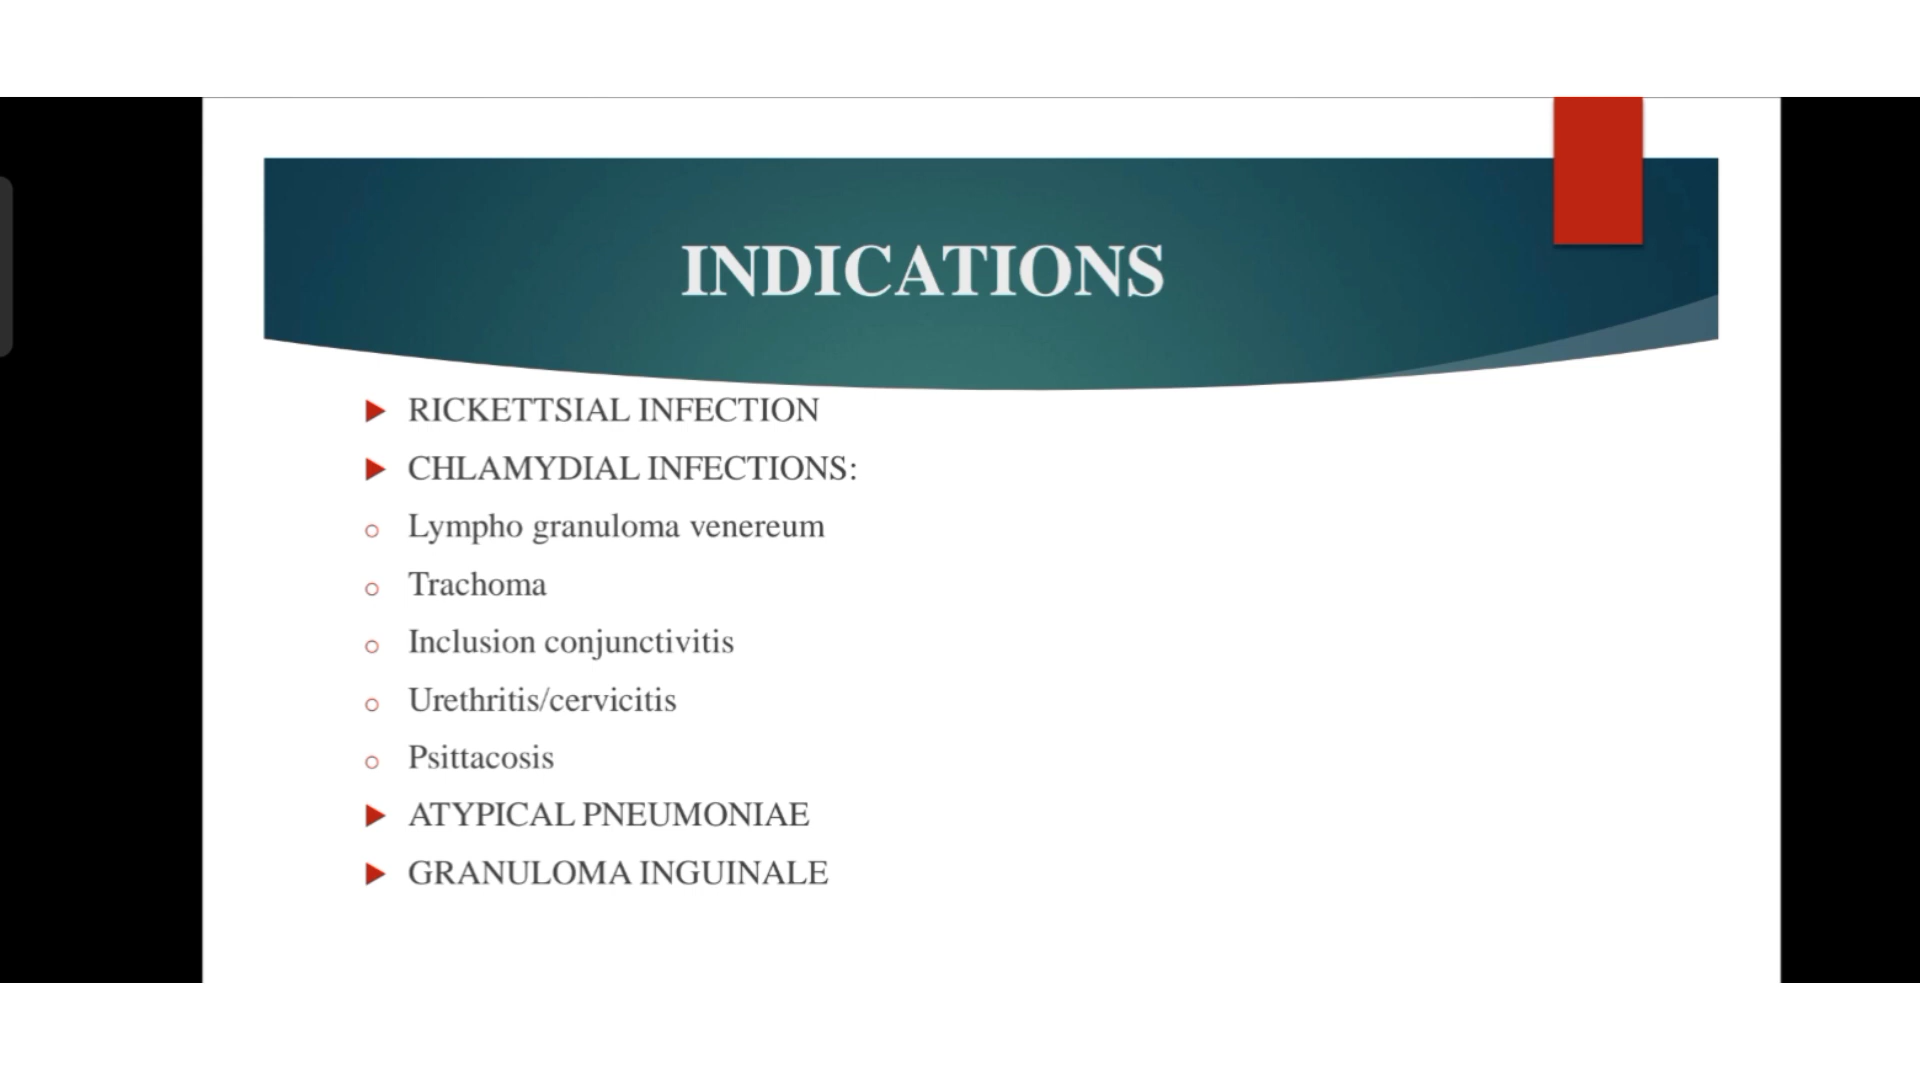 INDICATIONS
RICKETTSIAL INFECTION
CHLAMYDIAL INFECTIONS:
Lympho granuloma venereum
Trachoma
Inclusion conjunctivitis
Urethritis/cervicitis
Psittacosis
ATYPICAL PNEUMONIAE
GRANULOMA INGUINALE